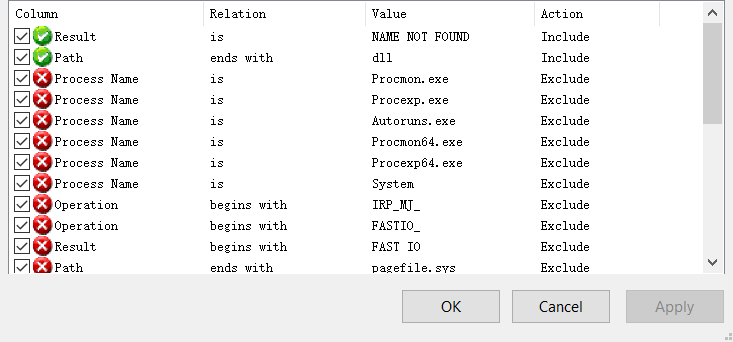 Column Relation Value Action
Result is NAME NOT FOUND Include
Path ends with dll Include
Process Name is Procmon.exe Exclude
Process Name is Procexp.exe Exclude
Process Name is Autoruns.exe Exclude
Process Name is Procmon64.exe Exclude
Process Name is Procexp64.exe Exclude
Process Name is System Exclude
Operation begins with IRP_MJ_ Exclude
Operation begins with FASTIO_ Exclude
Result begins with FAST IO Exclude
Path ends with pagefile.sys Exclude
OK Cancel Apply